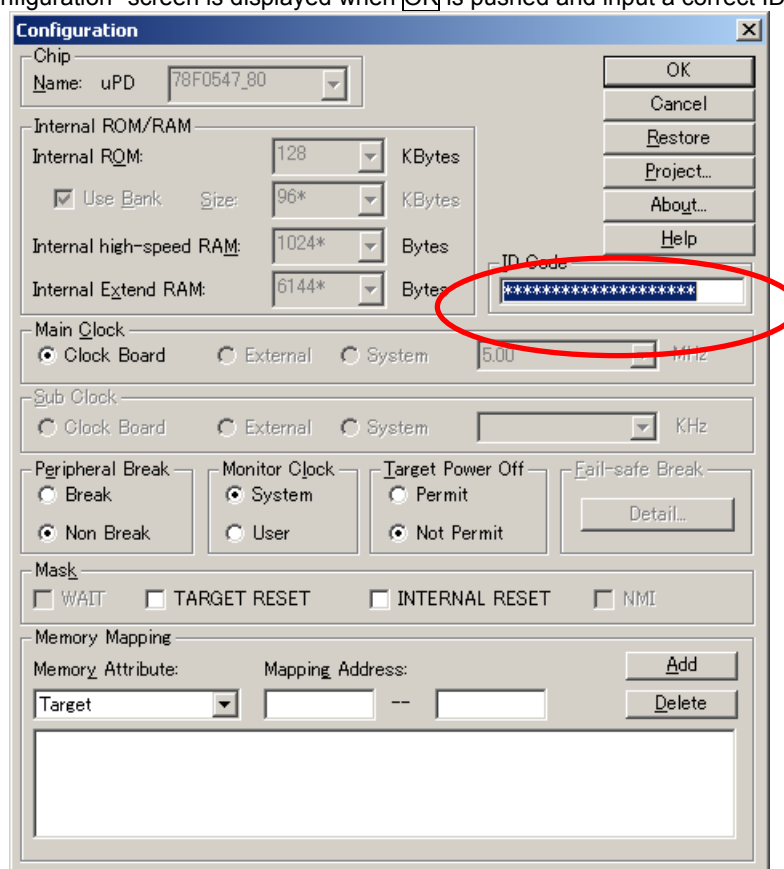 nfiguration" screen is displayed when OK is pushed and input a correct ID
Configuration
Chip
Name: uPD 78F0547_80
OK
Cancel
Restore
Project...
About...
Help
Internal ROM/RAM
Internal ROM: 128 KBytes
Use Bank Size: 96* KBytes
Internal high-speed RAM: 1024* Bytes
Internal Extend RAM: 6144* Bytes
ID Code
********************
Main Clock
Clock Board External System 5.00 MHz
Sub Clock
Clock Board External System KHz
Peripheral Break Monitor Clock Target Power Off Fail-safe Break
Break System Permit Detail...
Non Break User Not Permit
Mask
WAIT TARGET RESET INTERNAL RESET NMI
Memory Mapping
Memory Attribute: Mapping Address: Add
Target -- Delete